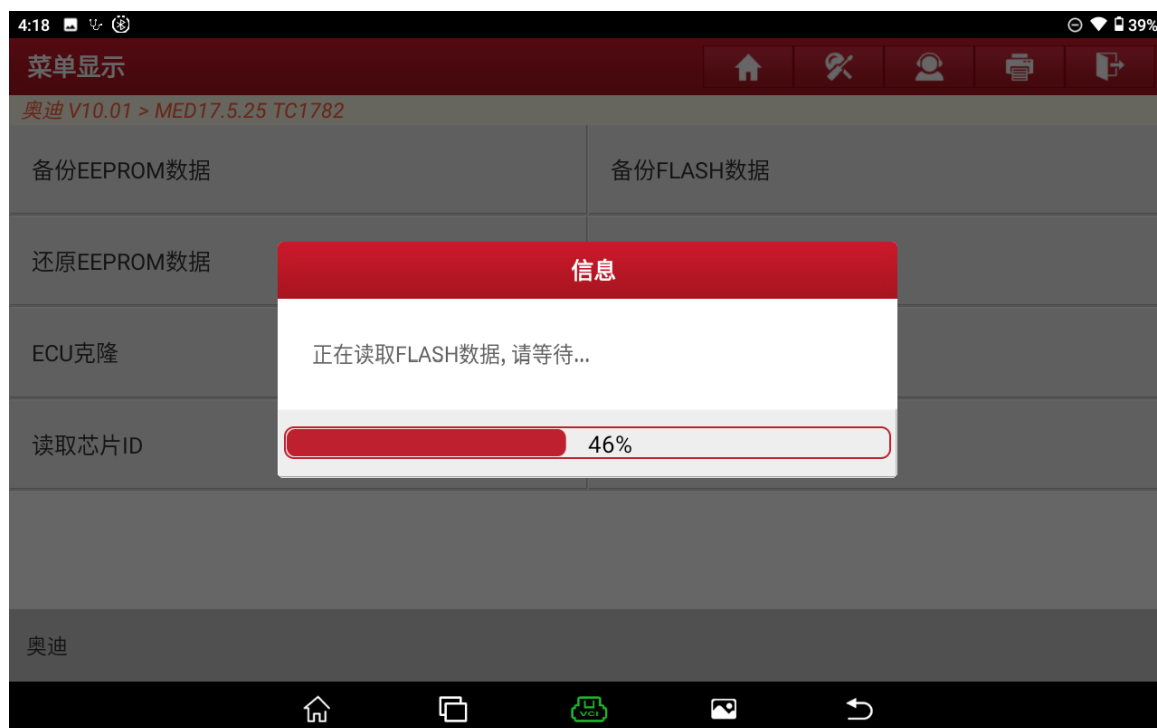 4:18
39%
菜单显示
奥迪 V10.01 > MED17.5.25 TC1782
备份EEPROM数据
备份FLASH数据
还原EEPROM数据
信息
ECU克隆
正在读取FLASH数据, 请等待...
读取芯片ID
46%
奥迪
VCI